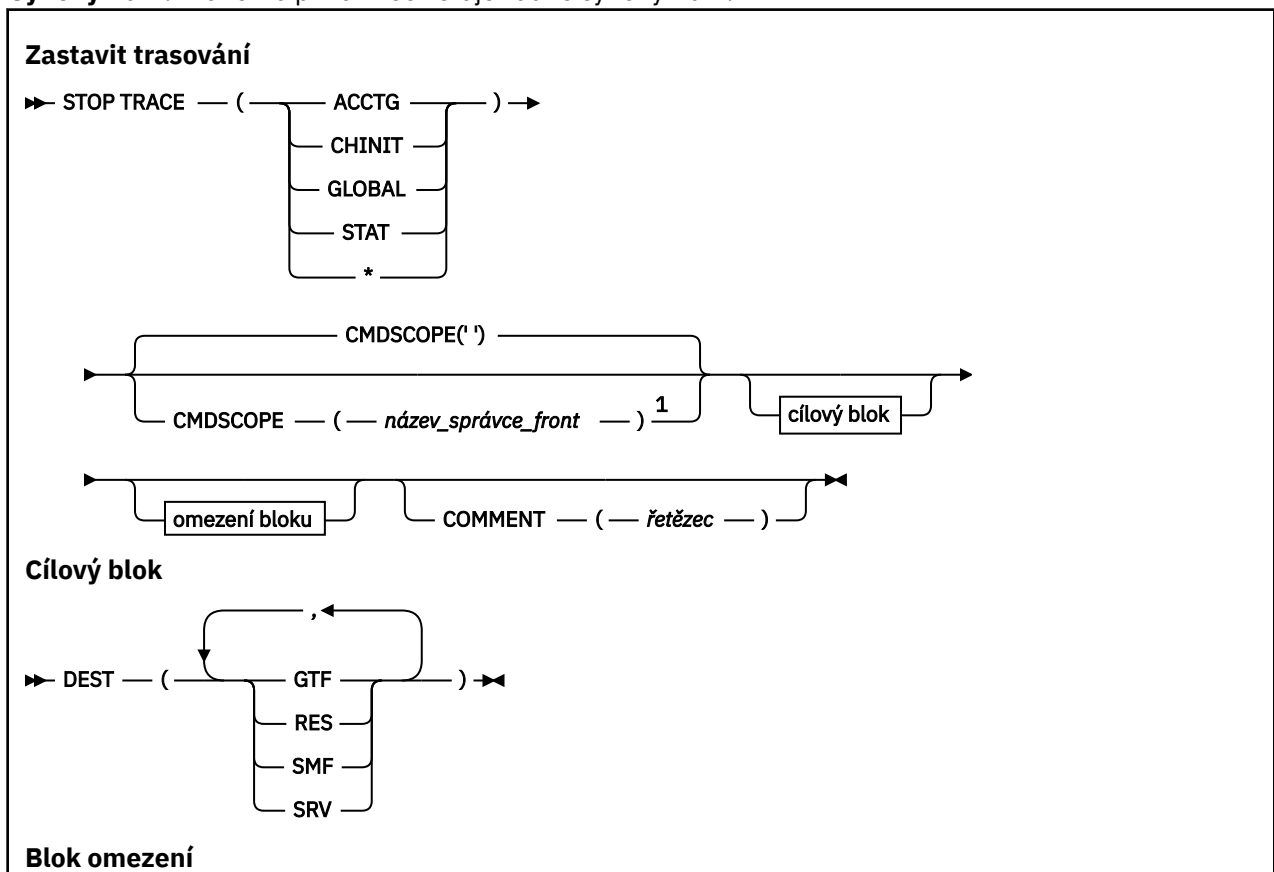 Zastavit trasování
STOP TRACE ( ACCTG )
CHINIT
GLOBAL
STAT
*
CMDSCOPE(' ')
CMDSCOPE ( název_správce_front ) 1
cílový blok
omezení bloku
COMMENT ( řetězec )
Cílový blok
,
DEST ( GTF )
RES
SMF
SRV
Blok omezení